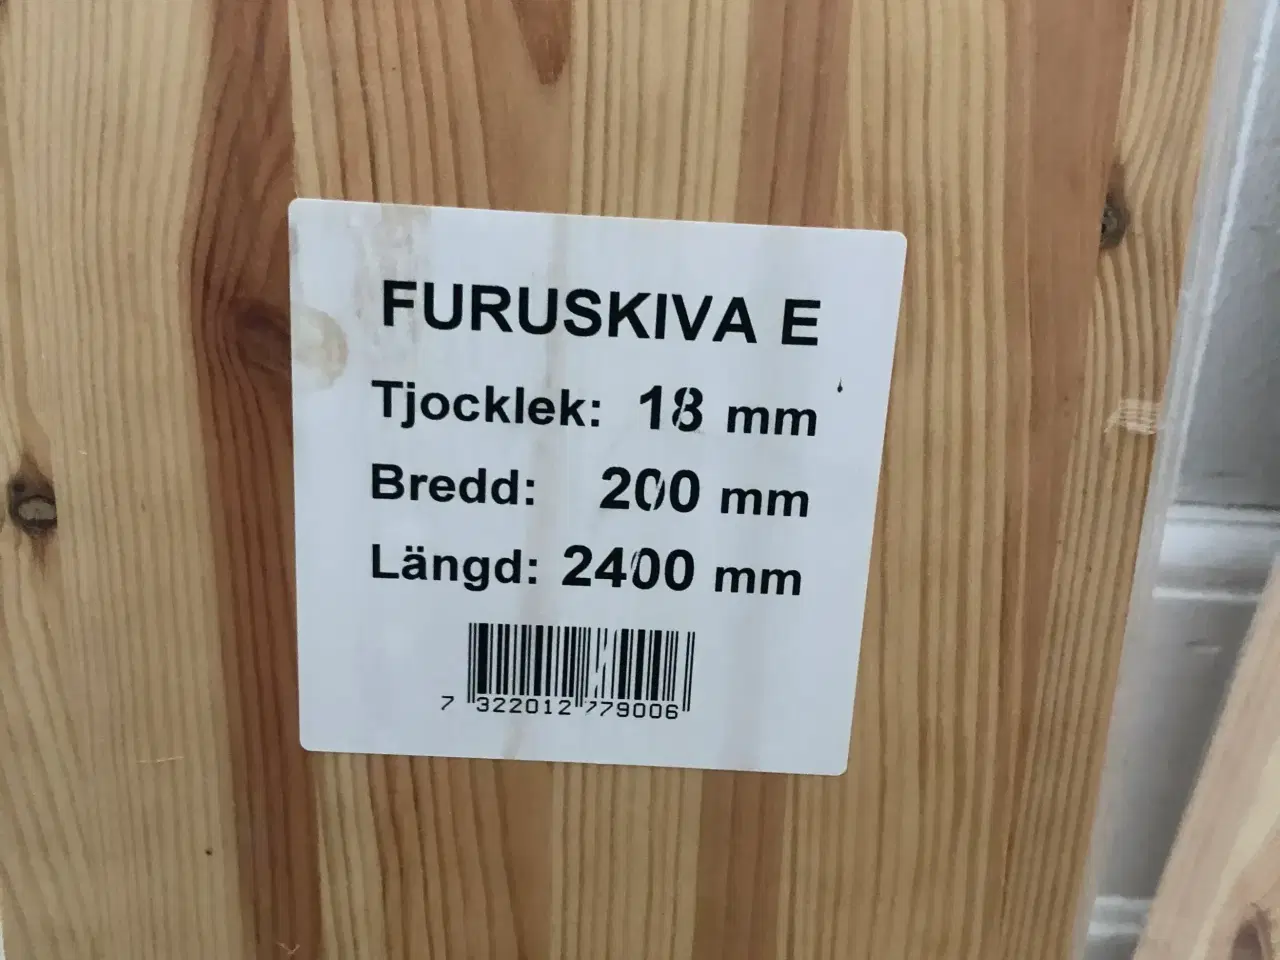 FURUSKIVA E
Tjocklek: 18 mm
Bredd: 200 mm
Längd: 2400 mm
7 322012 779006